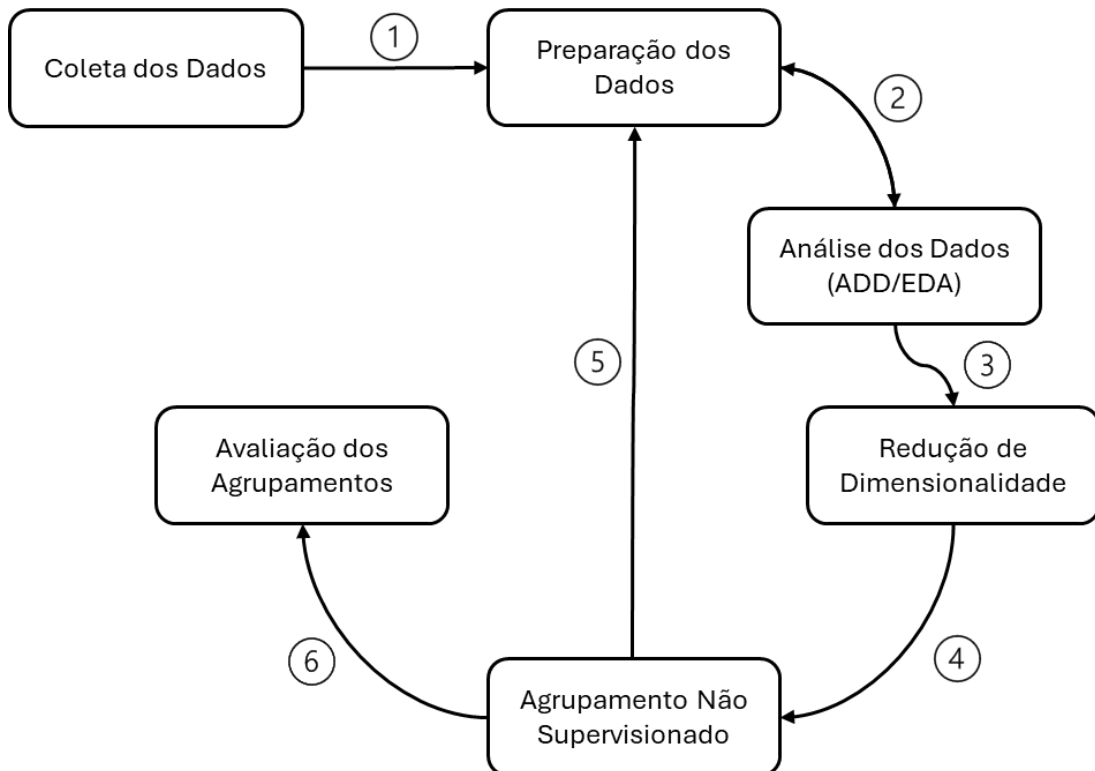 Coleta dos Dados
1
Preparação dos
Dados
2
Análise dos Dados
(ADD/EDA)
3
Redução de
Dimensionalidade
4
Agrupamento Não
Supervisionado
5
6
Avaliação dos
Agrupamentos